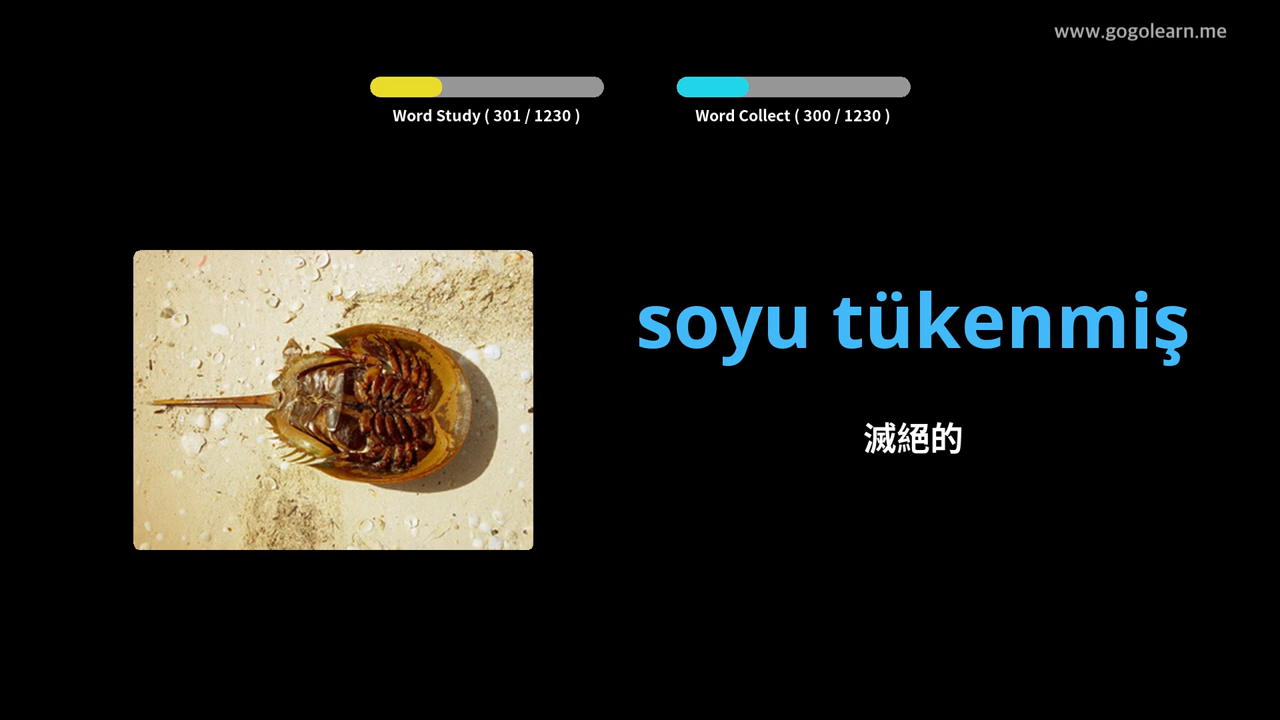 www.gogolearn.me
Word Study ( 301 / 1230 )
Word Collect ( 300 / 1230 )
soyu tükenmiş
滅絕的